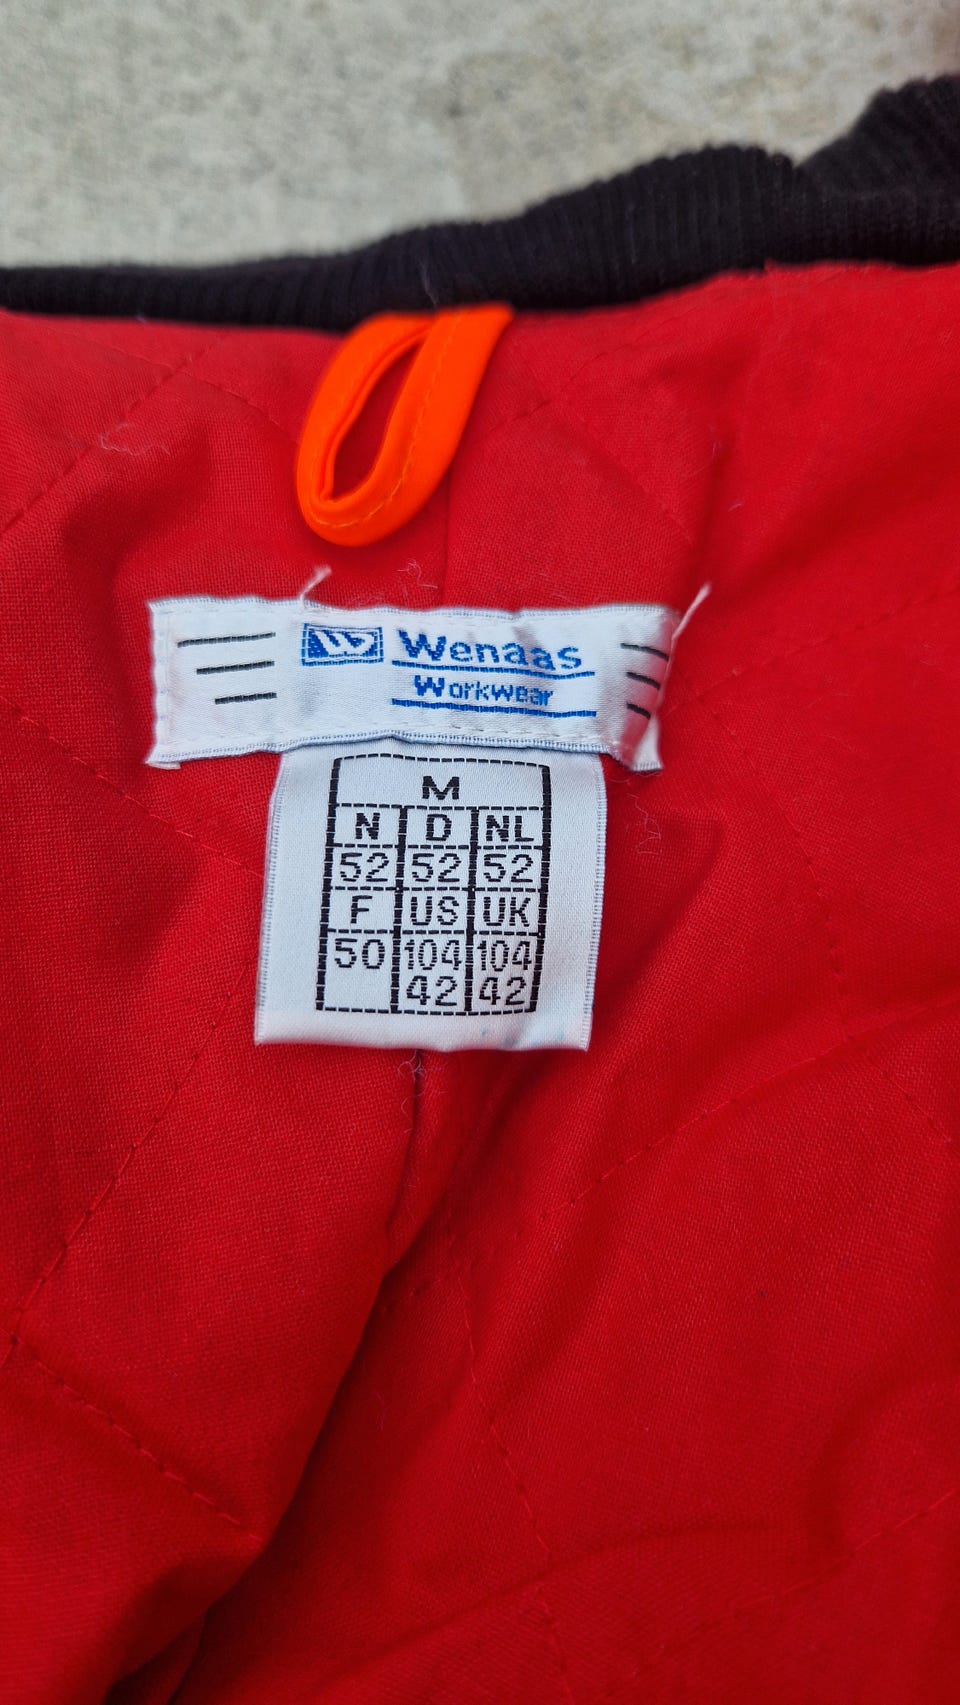 W Wenaas
Workwear
M
N D NL
52 52 52
F US UK
50 104 104
42 42